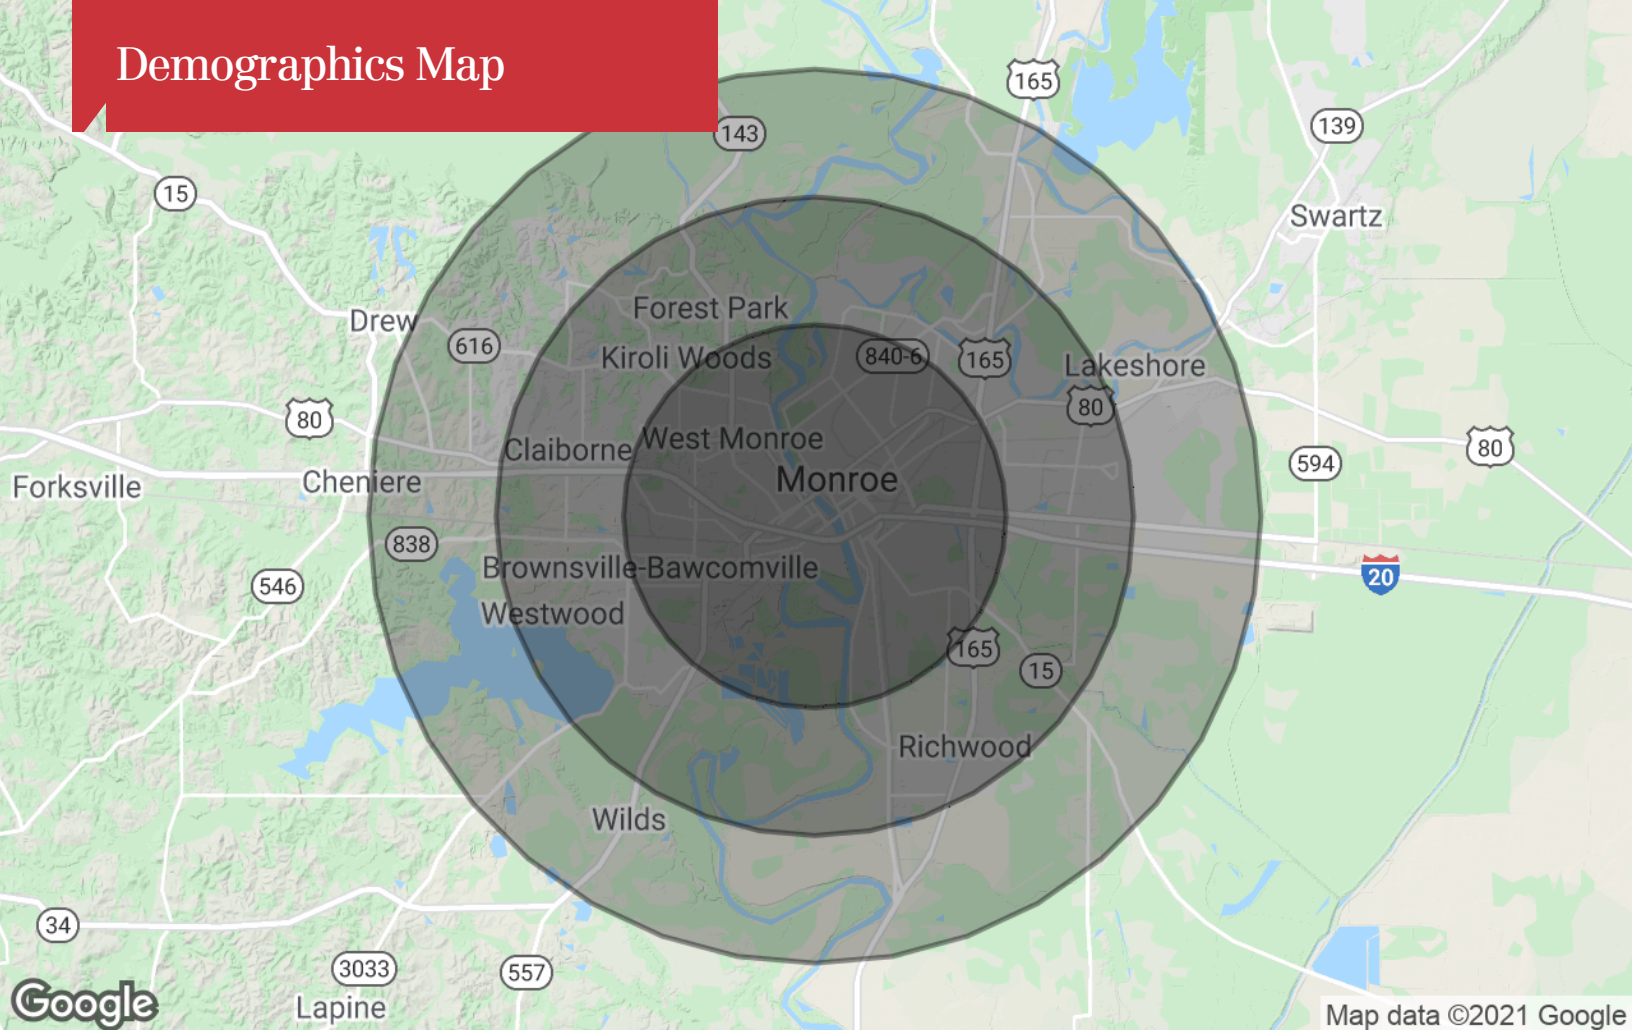 Demographics Map
165
139
143
15
Swartz
Forest Park
Drew
616
Kiroli Woods
840-6
165
Lakeshore
80
80
West Monroe
Claiborne
80
594
Monroe
Cheniere
Forksville
838
Brownsville-Bawcomville
20
546
Westwood
165
15
Richwood
Wilds
34
3033
557
Google
Lapine
Map data ©2021 Google